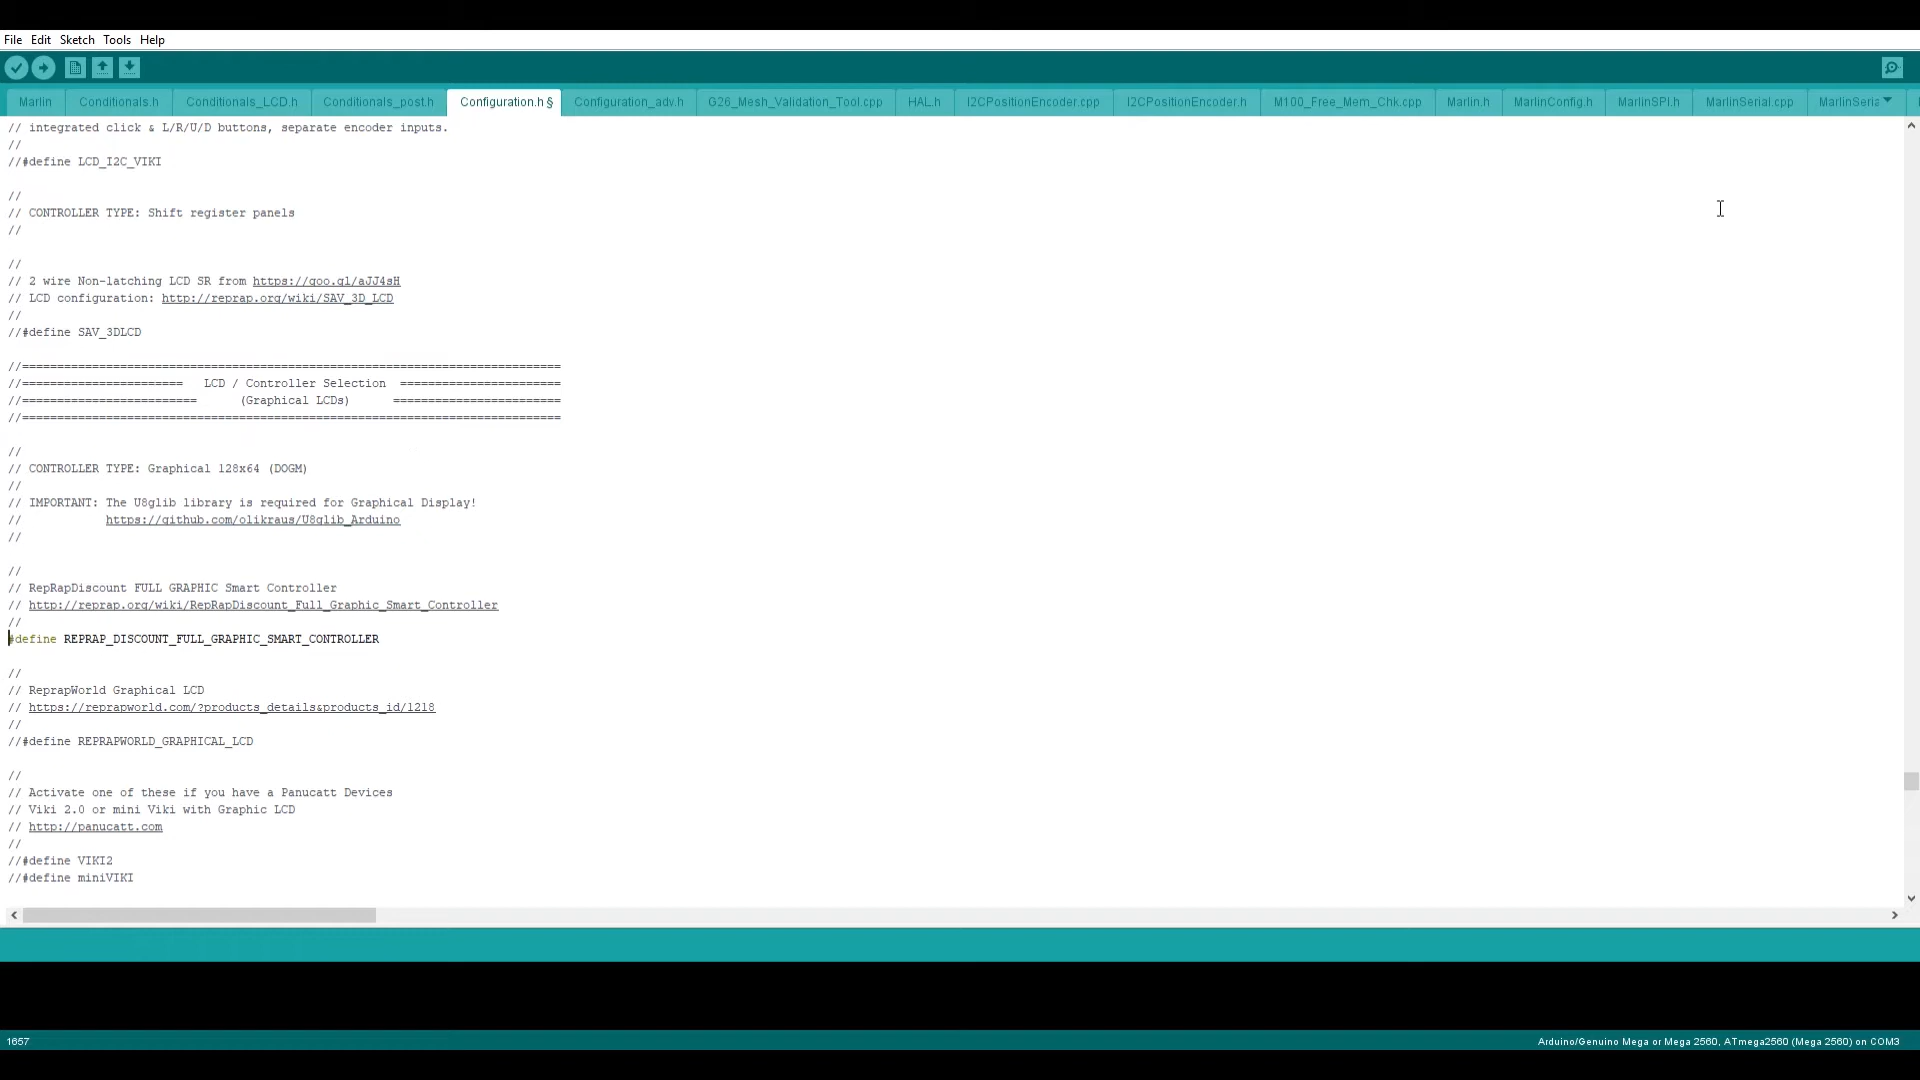 File Edit Sketch Tools Help
Marlin Conditionals.h Conditionals_LCD.h Conditionals_post.h Configuration.h § Configuration_adv.h G26_Mesh_Validation_Tool.cpp HAL.h I2CPositionEncoder.cpp I2CPositionEncoder.h M100_Free_Mem_Chk.cpp Marlin.h MarlinConfig.h MarlinSPI.h MarlinSerial.cpp MarlinSeria
// integrated click & L/R/U/D buttons, separate encoder inputs.
//
//#define LCD_I2C_VIKI
//
// CONTROLLER TYPE: Shift register panels
//
//
// 2 wire Non-latching LCD SR from https://goo.gl/aJJ4sH
// LCD configuration: http://reprap.org/wiki/SAV_3D_LCD
//
//#define SAV_3DLCD
//=============================================================================
//=======================   LCD / Controller Selection  =======================
//=========================      (Graphical LCDs)      ========================
//=============================================================================
//
// CONTROLLER TYPE: Graphical 128x64 (DOGM)
//
// IMPORTANT: The U8glib library is required for Graphical Display!
//            https://github.com/olikraus/U8glib_Arduino
//
//
// RepRapDiscount FULL GRAPHIC Smart Controller
// http://reprap.org/wiki/RepRapDiscount_Full_Graphic_Smart_Controller
//
#define REPRAP_DISCOUNT_FULL_GRAPHIC_SMART_CONTROLLER
//
// ReprapWorld Graphical LCD
// https://reprapworld.com/?products_details&products_id/1218
//
//#define REPRAPWORLD_GRAPHICAL_LCD
//
// Activate one of these if you have a Panucatt Devices
// Viki 2.0 or mini Viki with Graphic LCD
// http://panucatt.com
//
//#define VIKI2
//#define miniVIKI
1657
Arduino/Genuino Mega or Mega 2560, ATmega2560 (Mega 2560) on COM3